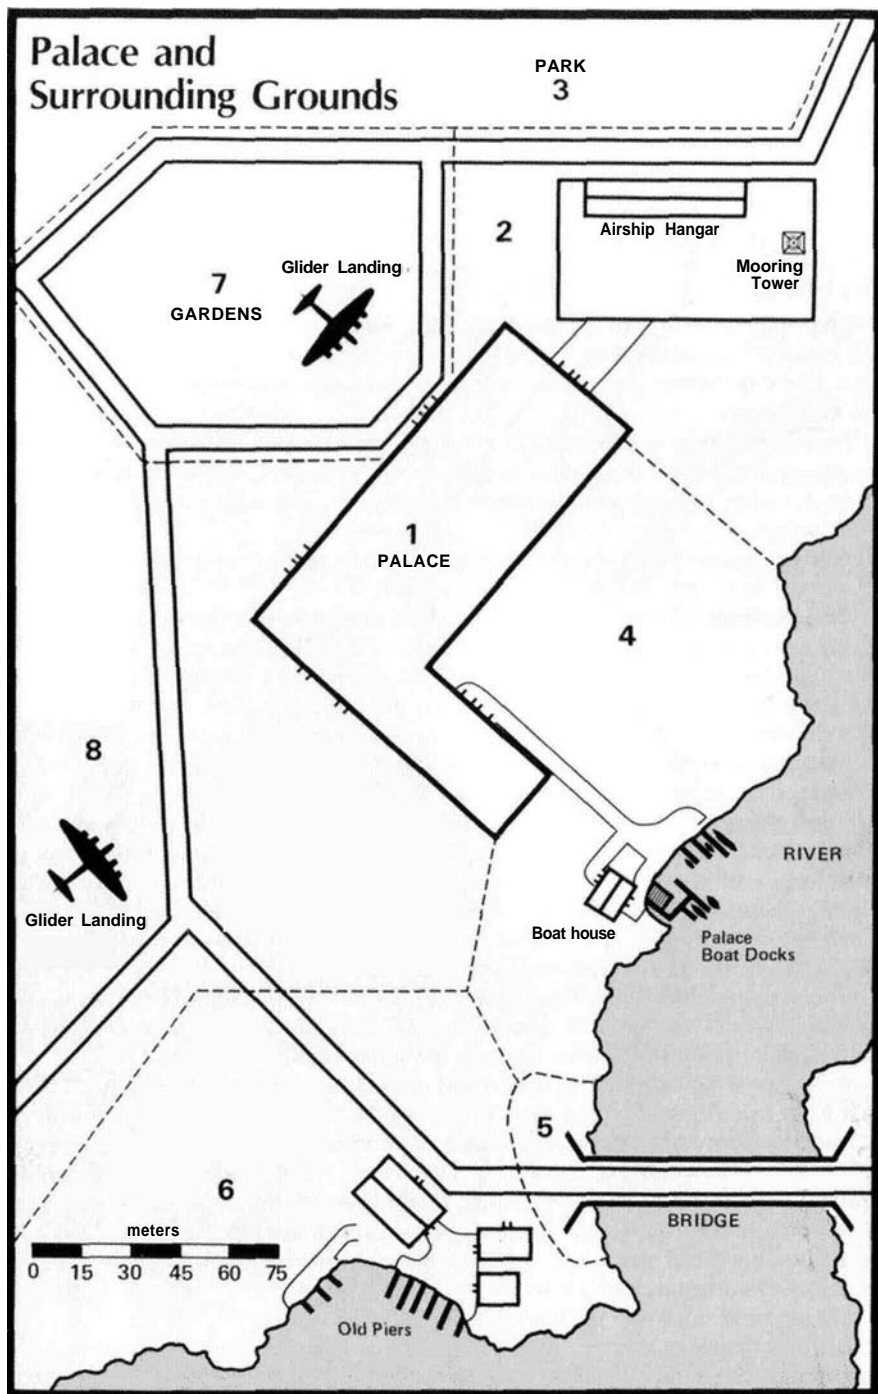 Palace and
Surrounding Grounds
PARK
3
2
Airship Hangar
Mooring
Tower
7
GARDENS
Glider Landing
1
PALACE
4
8
Glider Landing
RIVER
Boat house
Palace
Boat Docks
5
6
BRIDGE
meters
0 15 30 45 60 75
Old Piers